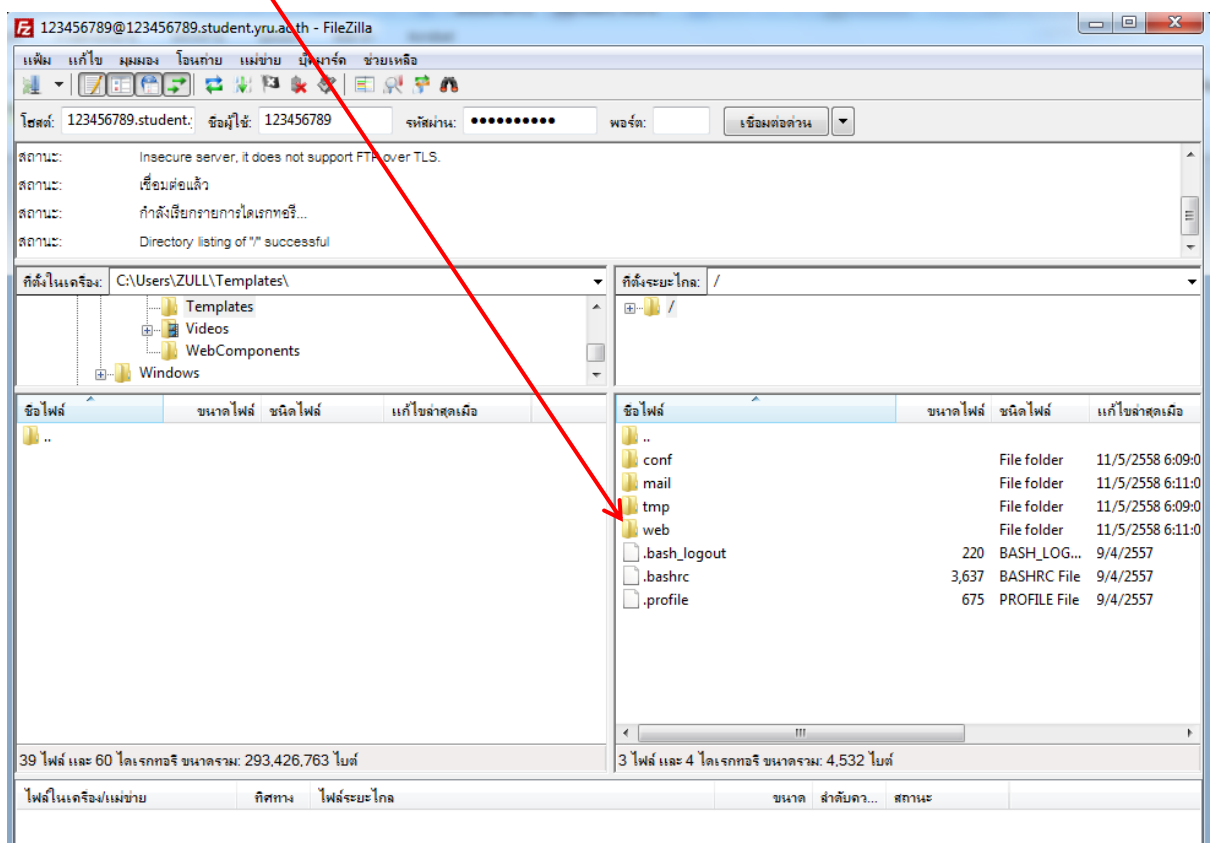 123456789@123456789.student.yru.ac.th - FileZilla
แฟ้ม แก้ไข มุมมอง โอนถ่าย แม่ข่าย บุ๊คมาร์ค ช่วยเหลือ
โฮสต์: 123456789.student. ชื่อผู้ใช้: 123456789 รหัสผ่าน: ●●●●●●●●●● พอร์ต: เชื่อมต่อด่วน
สถานะ: Insecure server, it does not support FTP over TLS.
สถานะ: เชื่อมต่อแล้ว
สถานะ: กำลังเรียกรายการไดเรกทอรี...
สถานะ: Directory listing of "/" successful
ที่ตั้งในเครื่อง: C:\Users\ZULL\Templates\
Templates
Videos
WebComponents
Windows
ที่ตั้งระยะไกล: /
/
ชื่อไฟล์ ขนาดไฟล์ ชนิดไฟล์ แก้ไขล่าสุดเมื่อ
..
39 ไฟล์ และ 60 ไดเรกทอรี ขนาดรวม: 293,426,763 ไบต์
ชื่อไฟล์ ขนาดไฟล์ ชนิดไฟล์ แก้ไขล่าสุดเมื่อ
..
conf File folder 11/5/2558 6:09:0
mail File folder 11/5/2558 6:11:0
tmp File folder 11/5/2558 6:09:0
web File folder 11/5/2558 6:11:0
.bash_logout 220 BASH_LOG... 9/4/2557
.bashrc 3,637 BASHRC File 9/4/2557
.profile 675 PROFILE File 9/4/2557
3 ไฟล์ และ 4 ไดเรกทอรี ขนาดรวม: 4,532 ไบต์
ไฟล์ในเครื่อง/แม่ข่าย ทิศทาง ไฟล์ระยะไกล ขนาด ลำดับคว... สถานะ